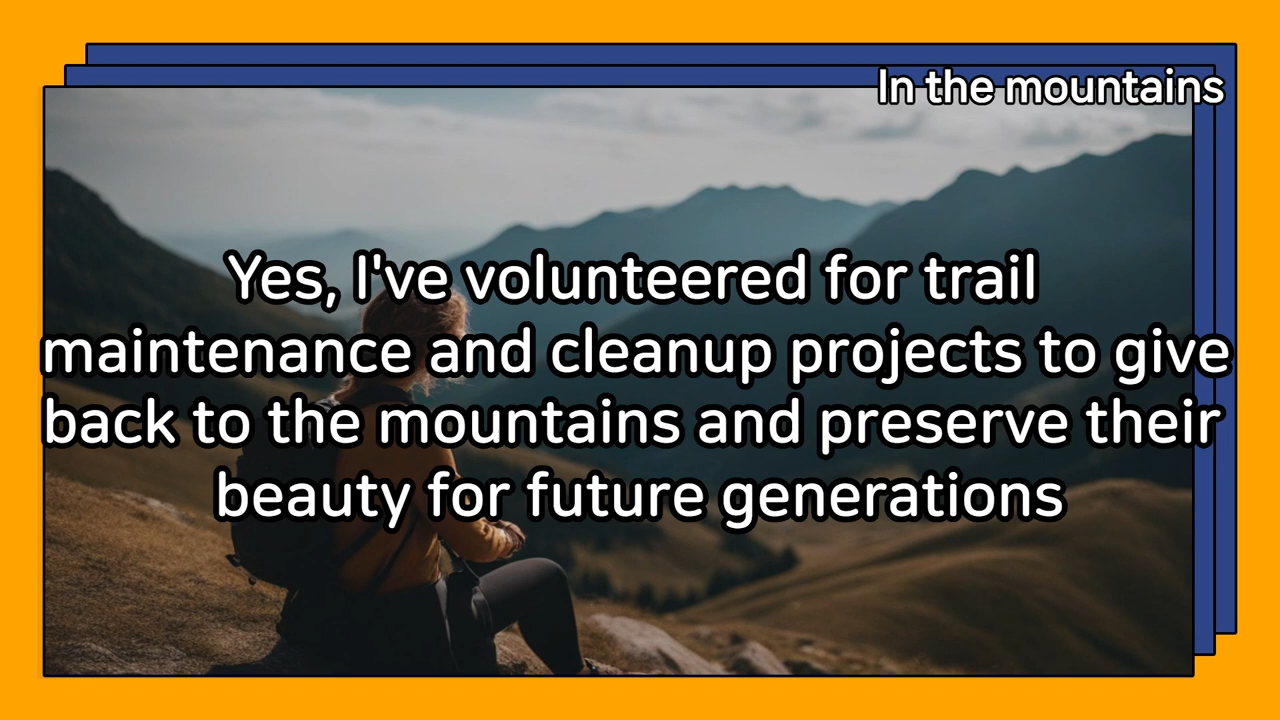 In the mountains
Yes, I've volunteered for trail
maintenance and cleanup projects to give
back to the mountains and preserve their
beauty for future generations